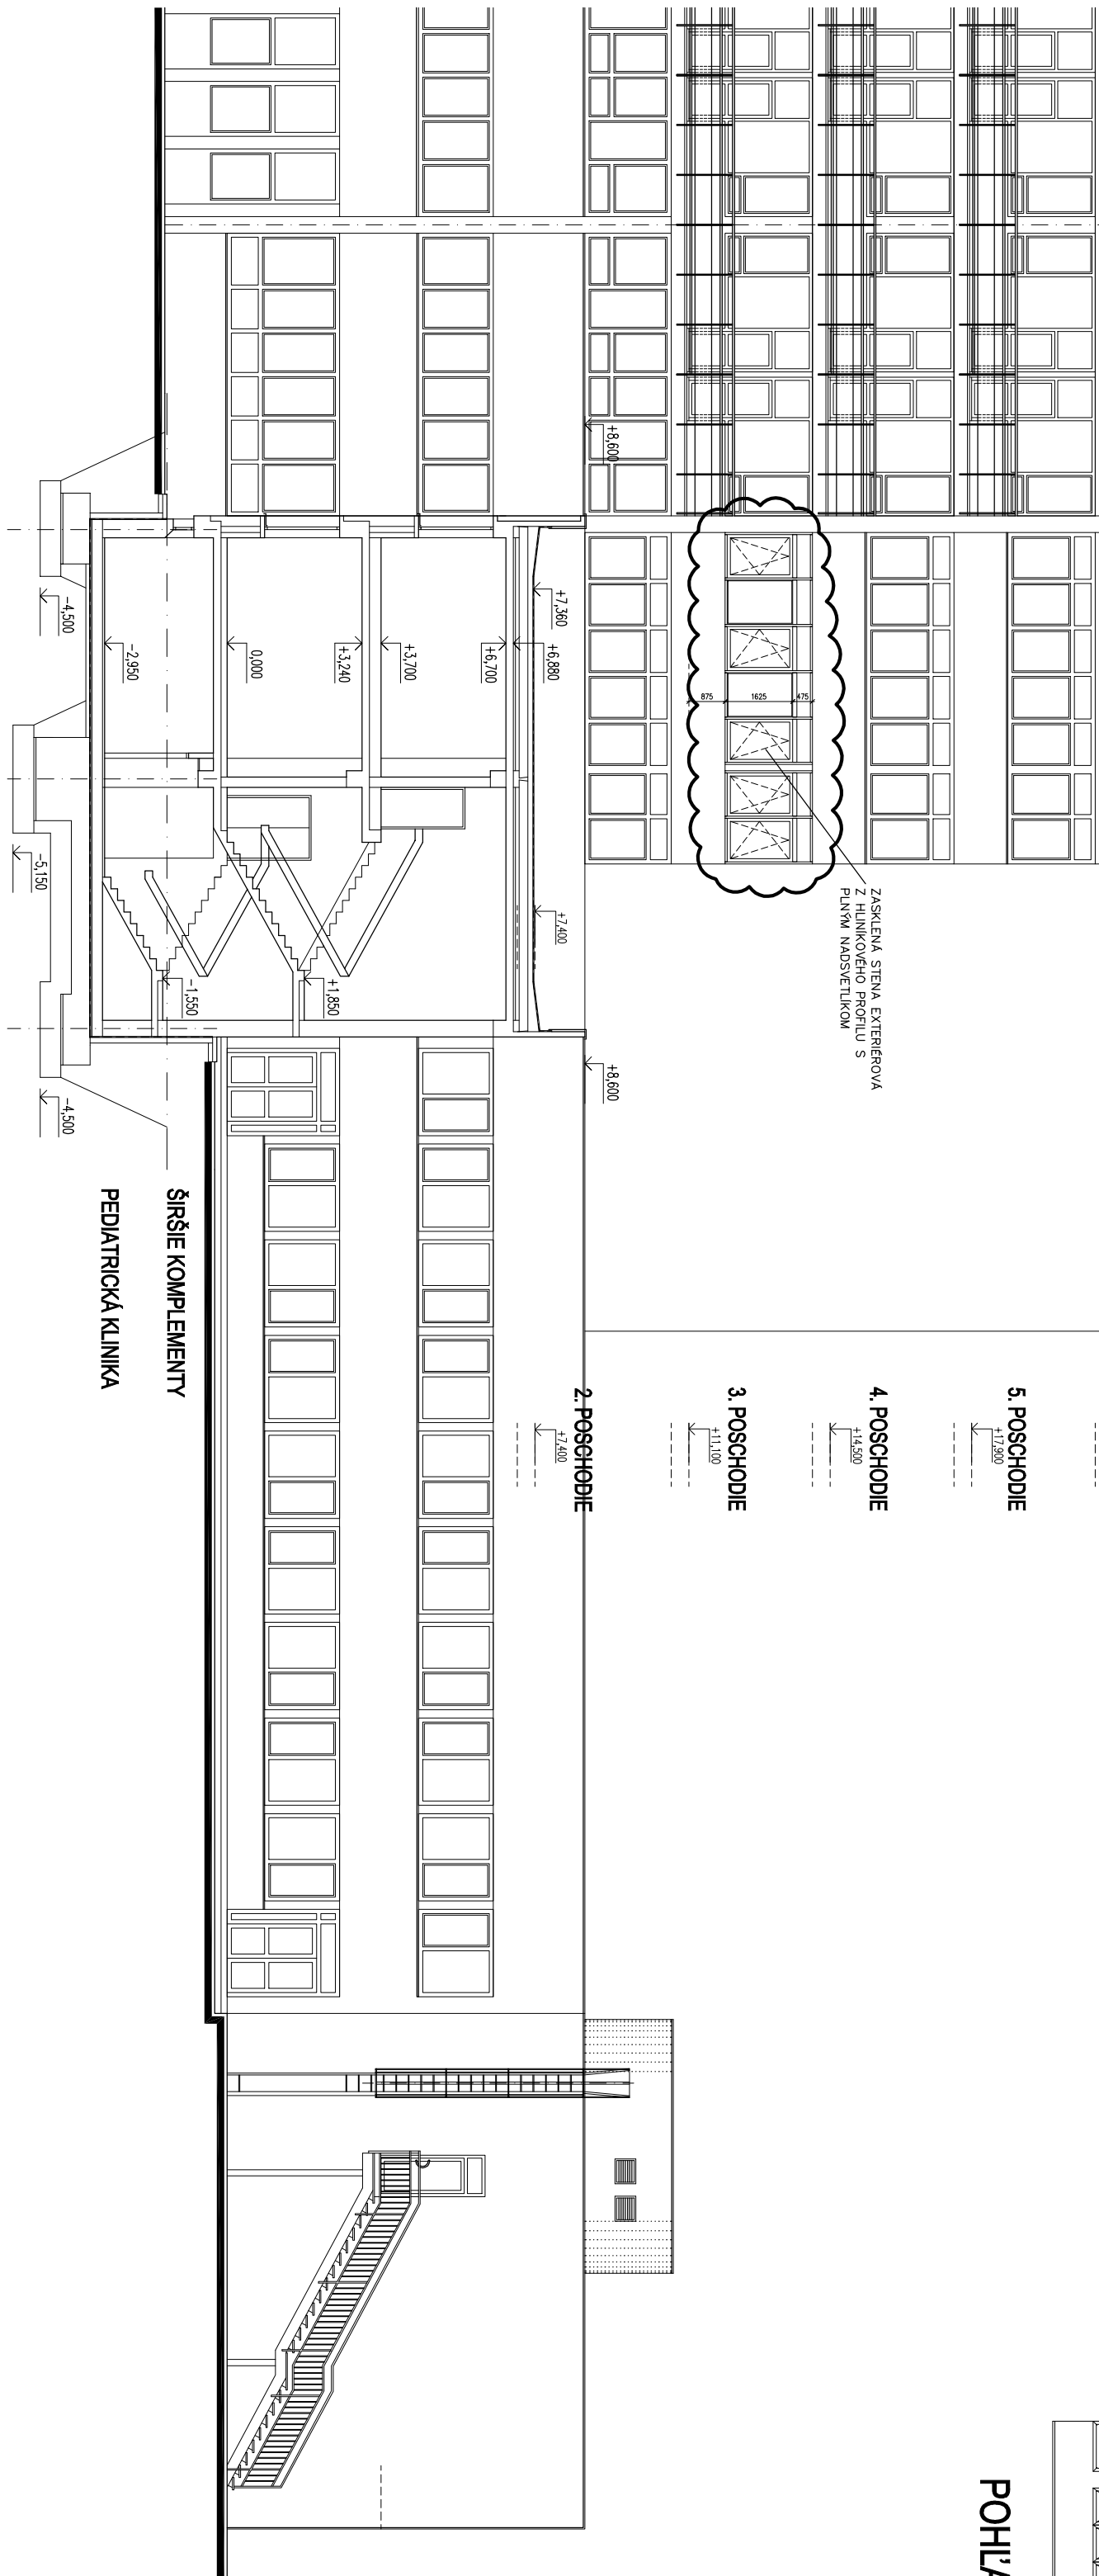 5. POSCHODIE
+17,900
4. POSCHODIE
+14,500
3. POSCHODIE
+11,100
2. POSCHODIE
+7,400
+8,600
875
1625
475
ZASKLENÁ STENA EXTERIÉROVÁ
Z HLINÍKOVÉHO PROFILU S
PLNÝM NADSVETLÍKOM
+8,600
+7,360
+7,400
+6,880
+6,700
+3,700
+3,240
0,000
-2,950
+1,850
-1,550
-4,500
-5,150
-4,500
ŠIRŠIE KOMPLEMENTY
PEDIATRICKÁ KLINIKA